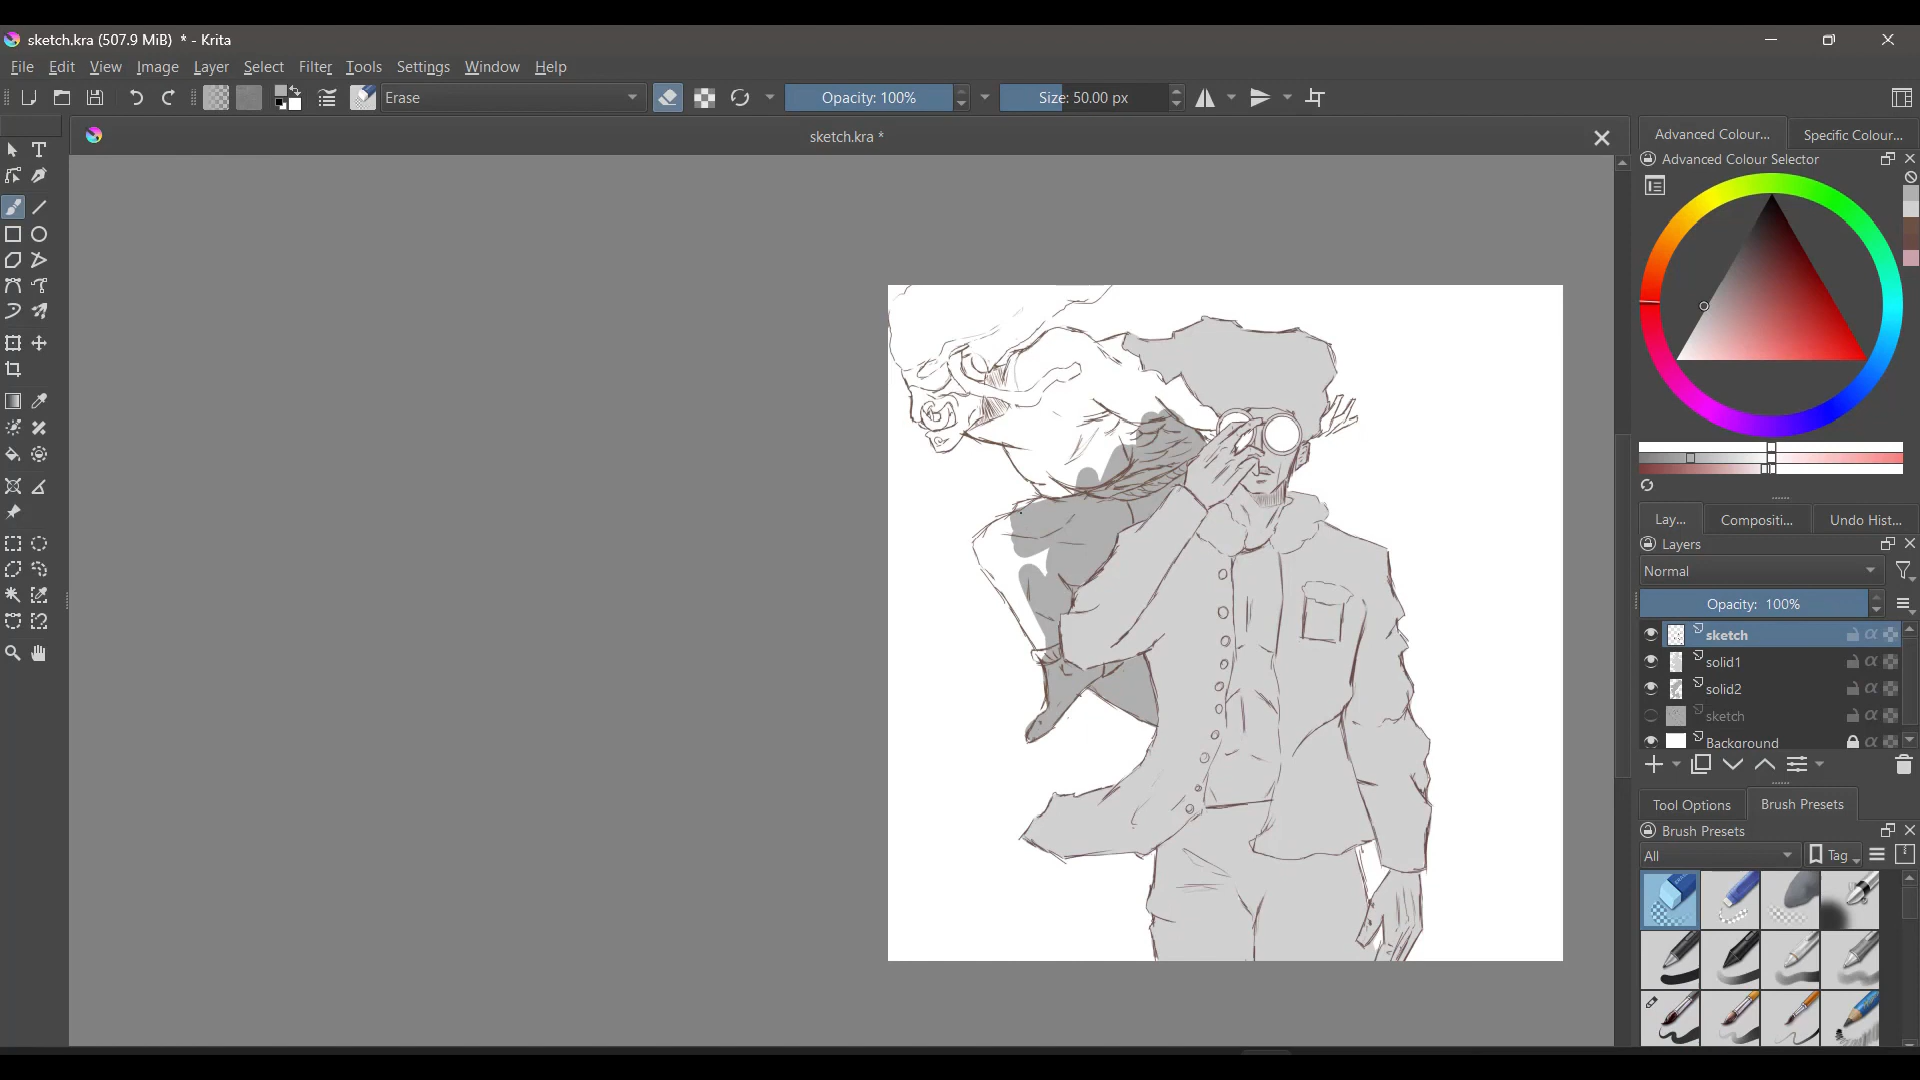 sketch.kra (507.9 MiB) * - Krita
File Edit View Image Layer Select Filter Tools Settings Window Help
Erase Opacity: 100% Size: 50.00 px
sketch.kra *
Advanced Colour... Specific Colour...
Advanced Colour Selector
Lay... Compositi... Undo Hist...
Layers
Normal
Opacity: 100%
sketch
solid1
solid2
sketch
Background
Tool Options Brush Presets
Brush Presets
All Tag